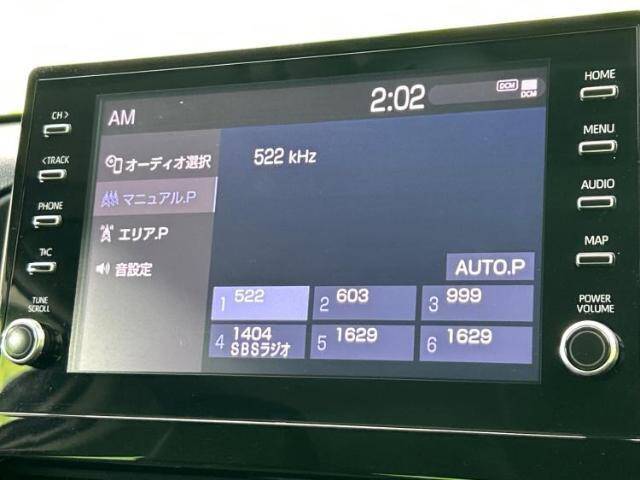 AM
2:02
DCM
DCM
オーディオ選択
マニュアル.P
エリア.P
音設定
522 kHz
AUTO.P
1 522
2 603
3 999
4 1404
SBSラジオ
5 1629
6 1629
CH>
<TRACK
PHONE
T/C
TUNE
SCROLL
HOME
MENU
AUDIO
MAP
POWER
VOLUME